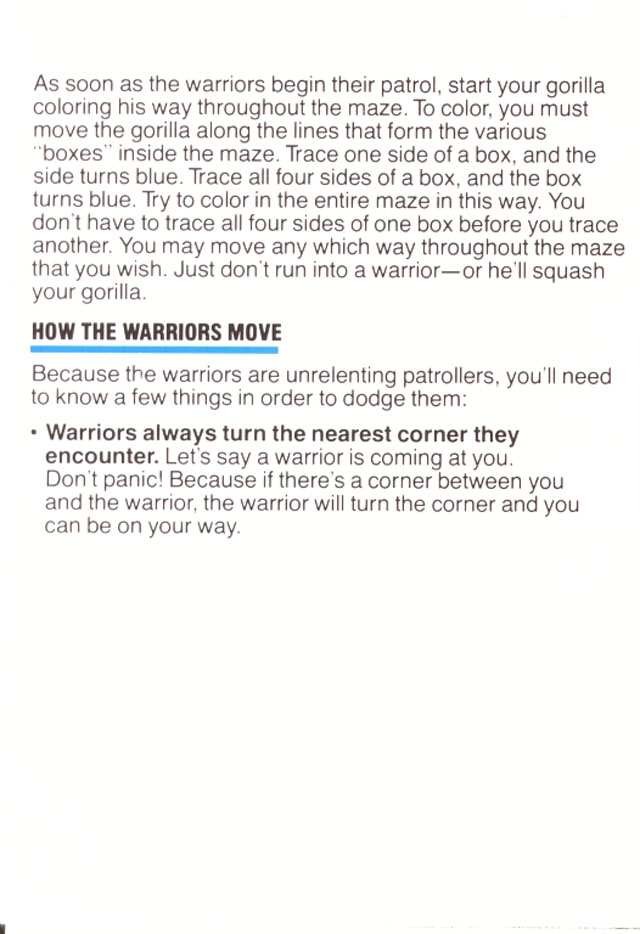 As soon as the warriors begin their patrol, start your gorilla
coloring his way throughout the maze. To color, you must
move the gorilla along the lines that form the various
"boxes" inside the maze. Trace one side of a box, and the
side turns blue. Trace all four sides of a box, and the box
turns blue. Try to color in the entire maze in this way. You
don't have to trace all four sides of one box before you trace
another. You may move any which way throughout the maze
that you wish. Just don't run into a warrior—or he'll squash
your gorilla.
HOW THE WARRIORS MOVE
Because the warriors are unrelenting patrollers, you'll need
to know a few things in order to dodge them:
• Warriors always turn the nearest corner they
encounter. Let's say a warrior is coming at you.
Don't panic! Because if there's a corner between you
and the warrior, the warrior will turn the corner and you
can be on your way.